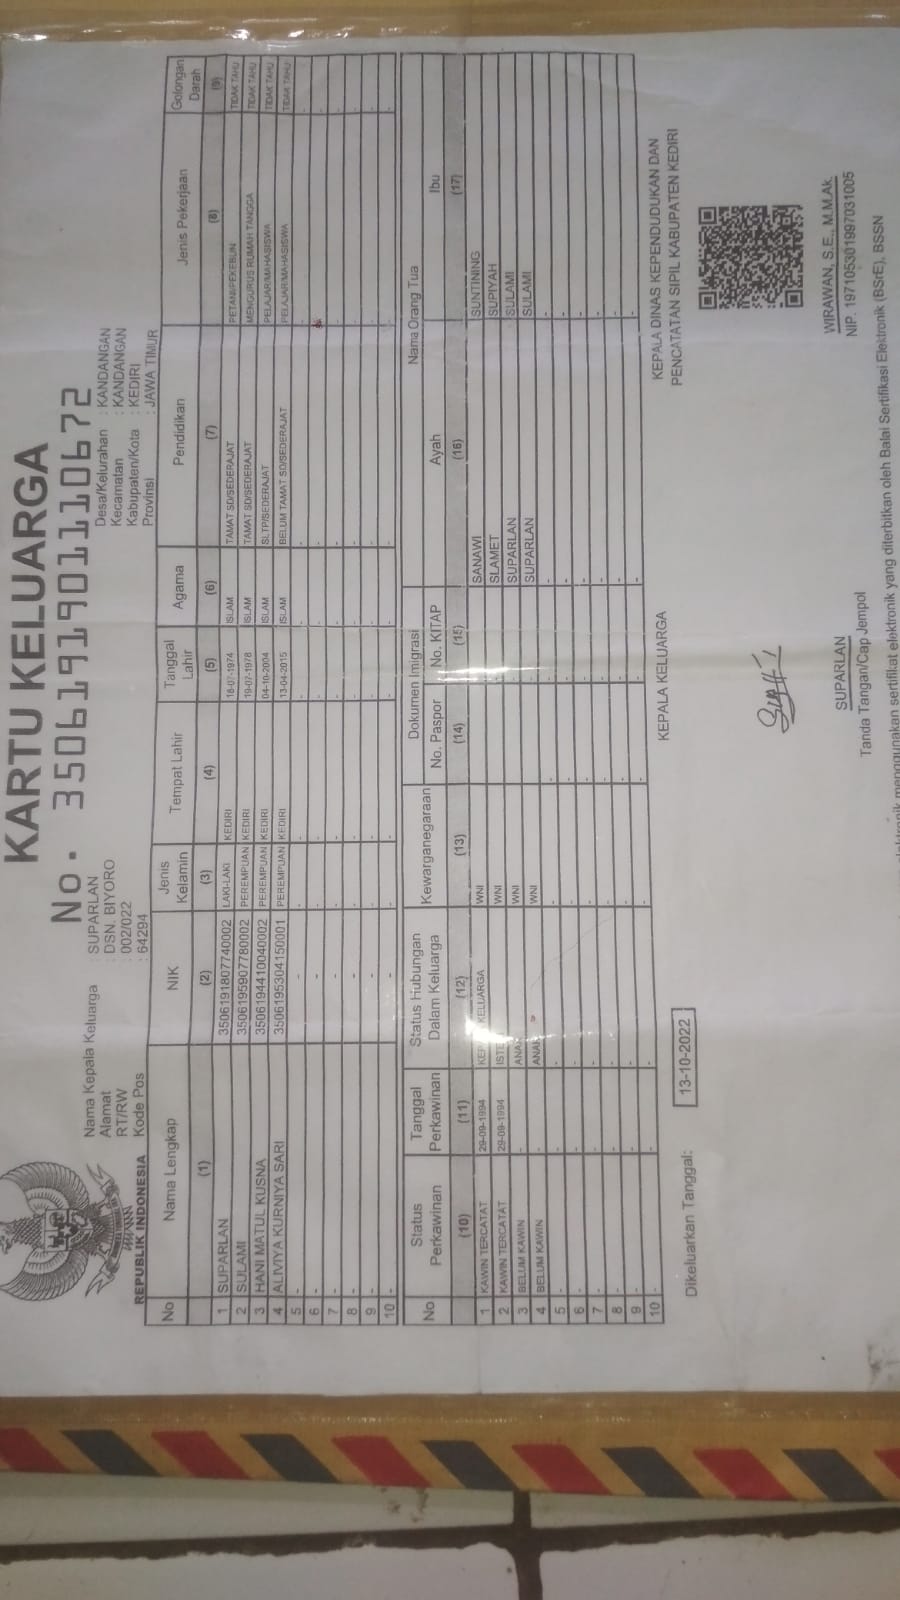 KARTU KELUARGA
No. 3506191901110672
Nama Kepala Keluarga : SUPARLAN
Alamat : DSN. BIYORO
RT/RW : 002/022
Kode Pos : 64294
Desa/Kelurahan : KANDANGAN
Kecamatan : KANDANGAN
Kabupaten/Kota : KEDIRI
Provinsi : JAWA TIMUR
REPUBLIK INDONESIA
No Nama Lengkap NIK Jenis Kelamin Tempat Lahir Tanggal Lahir Agama Pendidikan Jenis Pekerjaan Golongan Darah
(1) (2) (3) (4) (5) (6) (7) (8) (9)
1 SUPARLAN 3506191807740002 LAKI-LAKI KEDIRI 18-07-1974 ISLAM TAMAT SD/SEDERAJAT PETANI/PEKEBUN TIDAK TAHU
2 SULAMI 3506195907780002 PEREMPUAN KEDIRI 19-07-1978 ISLAM TAMAT SD/SEDERAJAT MENGURUS RUMAH TANGGA TIDAK TAHU
3 HANI MATUL KUSNA 3506194410040002 PEREMPUAN KEDIRI 04-10-2004 ISLAM SLTP/SEDERAJAT PELAJAR/MAHASISWA TIDAK TAHU
4 ALIVIYA KURNIYA SARI 3506195304150001 PEREMPUAN KEDIRI 13-04-2015 ISLAM BELUM TAMAT SD/SEDERAJAT PELAJAR/MAHASISWA TIDAK TAHU
5 - - - - - - - - -
6 - - - - - - - - -
7 - - - - - - - - -
8 - - - - - - - - -
9 - - - - - - - - -
10 - - - - - - - - -
No Status Perkawinan Tanggal Perkawinan Status Hubungan Dalam Keluarga Kewarganegaraan Dokumen Imigrasi Nama Orang Tua
No. Paspor No. KITAP Ayah Ibu
(10) (11) (12) (13) (14) (15) (16) (17)
1 KAWIN TERCATAT 29-09-1994 KELUARGA WNI SANAWI SUNTINING
2 KAWIN TERCATAT 29-09-1994 WNI SLAMET SUPIYAH
3 BELUM KAWIN - WNI SUPARLAN SULAMI
4 BELUM KAWIN - WNI SUPARLAN SULAMI
5 - - - - - - - -
6 - - - - - - - -
7 - - - - - - - -
8 - - - - - - - -
9 - - - - - - - -
10 - - - - - - - -
Dikeluarkan Tanggal: 13-10-2022
KEPALA KELUARGA
SUPARLAN
Tanda Tangan/Cap Jempol
KEPALA DINAS KEPENDUDUKAN DAN
PENCATATAN SIPIL KABUPATEN KEDIRI
WIRAWAN, S.E., M.M.Ak.
NIP. 197105301997031005
menggunakan sertifikat elektronik yang diterbitkan oleh Balai Sertifikasi Elektronik (BSrE), BSSN